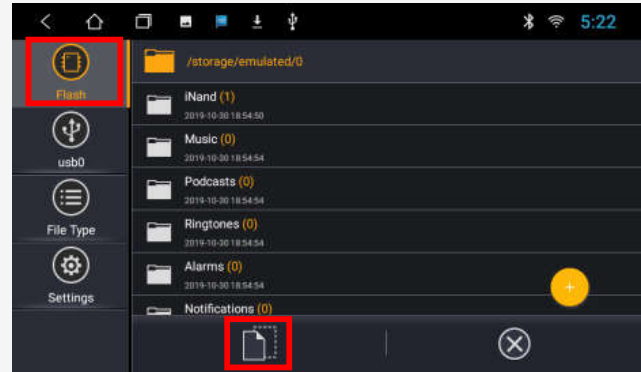 5:22
Flash
usb0
File Type
Settings
/storage/emulated/0
iNand (1)
2019-10-30 18:54:50
Music (0)
2019-10-30 18:54:54
Podcasts (0)
2019-10-30 18:54:54
Ringtones (0)
2019-10-30 18:54:54
Alarms (0)
2019-10-30 18:54:54
Notifications (0)